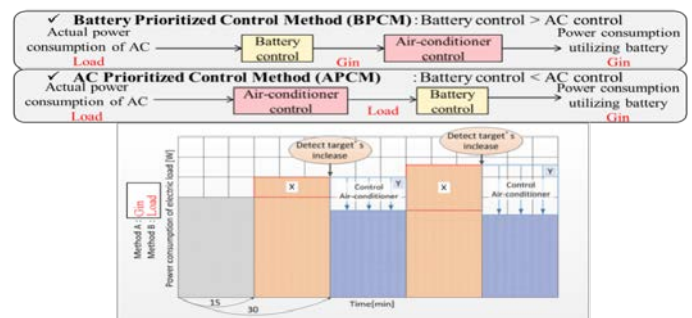 ✓ Battery Prioritized Control Method (BPCM): Battery control > AC control
Actual power
consumption of AC
Load
Battery
control
Gin
Air-conditioner
control
Power consumption
utilizing battery
Gin
✓ AC Prioritized Control Method (APCM) : Battery control < AC control
Actual power
consumption of AC
Load
Air-conditioner
control
Load
Battery
control
Power consumption
utilizing battery
Gin
Detect target's
inclease
Detect target's
inclease
X
Control
Air-conditioner
Y
X
Control
Air-conditioner
Y
Method A : Gin
Method B : Load
Power consumption of electric load [W]
15
30
Time[min]